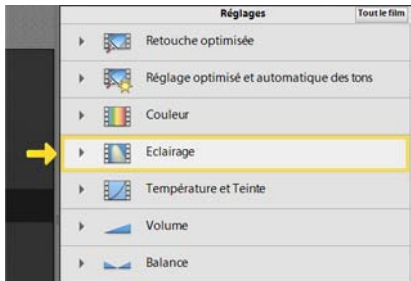 Réglages
Tout le film
Retouche optimisée
Réglage optimisé et automatique des tons
Couleur
Eclairage
Température et Teinte
Volume
Balance